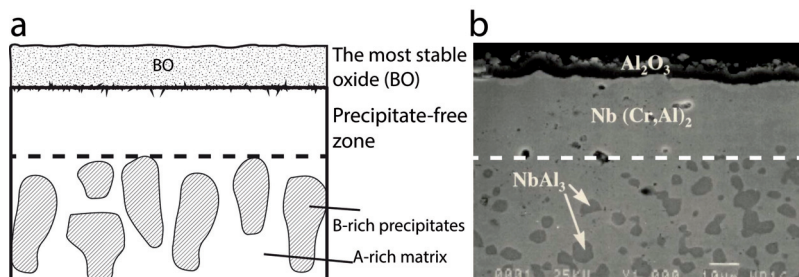 a
BO
The most stable
oxide (BO)
Precipitate-free
zone
B-rich precipitates
A-rich matrix
b
Al₂O₃
Nb (Cr,Al)₂
NbAl₃
25KU X1 000 10µm